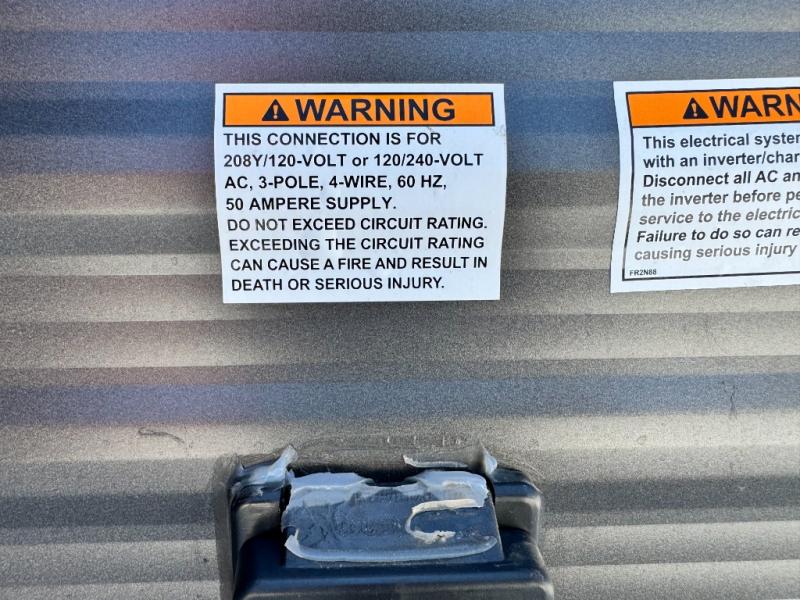 WARNING
THIS CONNECTION IS FOR
208Y/120-VOLT or 120/240-VOLT
AC, 3-POLE, 4-WIRE, 60 HZ,
50 AMPERE SUPPLY.
DO NOT EXCEED CIRCUIT RATING.
EXCEEDING THE CIRCUIT RATING
CAN CAUSE A FIRE AND RESULT IN
DEATH OR SERIOUS INJURY.
WARN
This electrical system
with an inverter/char
Disconnect all AC an
the inverter before pe
service to the electric
Failure to do so can re
causing serious injury
FR2N88